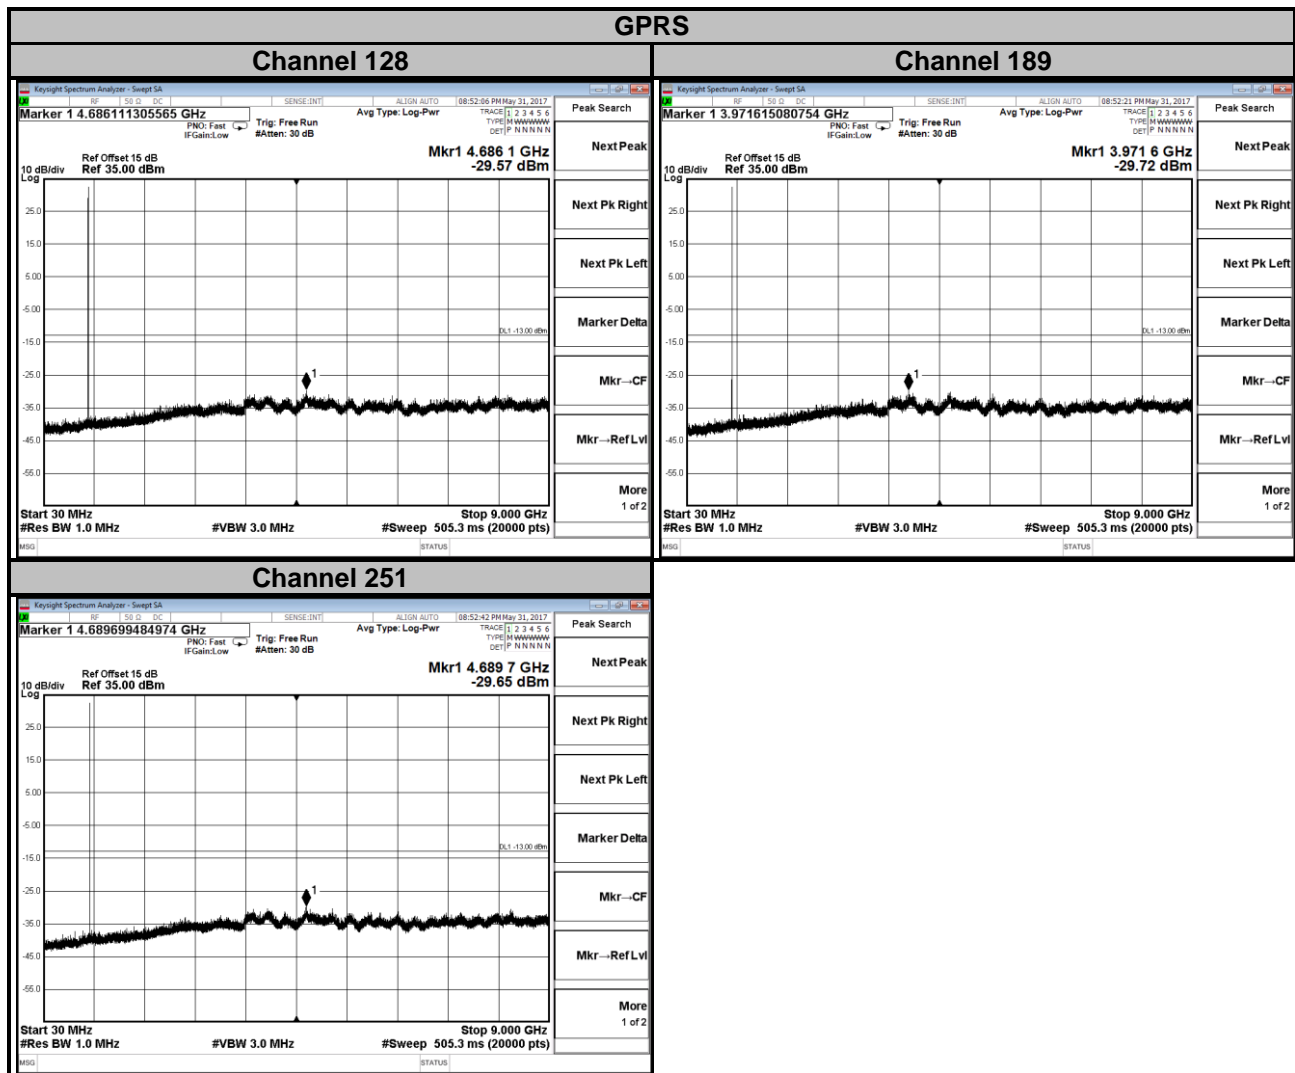 GPRS
Channel 128
Keysight Spectrum Analyzer - Swept SA
RF 50 Ω DC SENSE:INT ALIGN AUTO 08:52:06 PM May 31, 2017
Marker 1 4.686111305565 GHz
PNO: Fast
IFGain:Low
Trig: Free Run
#Atten: 30 dB
Avg Type: Log-Pwr
TRACE 1 2 3 4 5 6
TYPE M WWWWW
DET P NNNNN
Ref Offset 15 dB
10 dB/div Ref 35.00 dBm
Log
Mkr1 4.686 1 GHz
-29.57 dBm
25.0
15.0
5.00
-5.00
DL1 -13.00 dBm
-15.0
-25.0
1
-35.0
-45.0
-55.0
Start 30 MHz Stop 9.000 GHz
#Res BW 1.0 MHz #VBW 3.0 MHz #Sweep 505.3 ms (20000 pts)
MSG STATUS
Peak Search
Next Peak
Next Pk Right
Next Pk Left
Marker Delta
Mkr→CF
Mkr→Ref Lvl
More
1 of 2
Channel 189
Keysight Spectrum Analyzer - Swept SA
RF 50 Ω DC SENSE:INT ALIGN AUTO 08:52:21 PM May 31, 2017
Marker 1 3.971615080754 GHz
PNO: Fast
IFGain:Low
Trig: Free Run
#Atten: 30 dB
Avg Type: Log-Pwr
TRACE 1 2 3 4 5 6
TYPE M WWWWW
DET P NNNNN
Ref Offset 15 dB
10 dB/div Ref 35.00 dBm
Log
Mkr1 3.971 6 GHz
-29.72 dBm
25.0
15.0
5.00
-5.00
DL1 -13.00 dBm
-15.0
-25.0
1
-35.0
-45.0
-55.0
Start 30 MHz Stop 9.000 GHz
#Res BW 1.0 MHz #VBW 3.0 MHz #Sweep 505.3 ms (20000 pts)
MSG STATUS
Peak Search
Next Peak
Next Pk Right
Next Pk Left
Marker Delta
Mkr→CF
Mkr→Ref Lvl
More
1 of 2
Channel 251
Keysight Spectrum Analyzer - Swept SA
RF 50 Ω DC SENSE:INT ALIGN AUTO 08:52:42 PM May 31, 2017
Marker 1 4.689699484974 GHz
PNO: Fast
IFGain:Low
Trig: Free Run
#Atten: 30 dB
Avg Type: Log-Pwr
TRACE 1 2 3 4 5 6
TYPE M WWWWW
DET P NNNNN
Ref Offset 15 dB
10 dB/div Ref 35.00 dBm
Log
Mkr1 4.689 7 GHz
-29.65 dBm
25.0
15.0
5.00
-5.00
DL1 -13.00 dBm
-15.0
-25.0
1
-35.0
-45.0
-55.0
Start 30 MHz Stop 9.000 GHz
#Res BW 1.0 MHz #VBW 3.0 MHz #Sweep 505.3 ms (20000 pts)
MSG STATUS
Peak Search
Next Peak
Next Pk Right
Next Pk Left
Marker Delta
Mkr→CF
Mkr→Ref Lvl
More
1 of 2